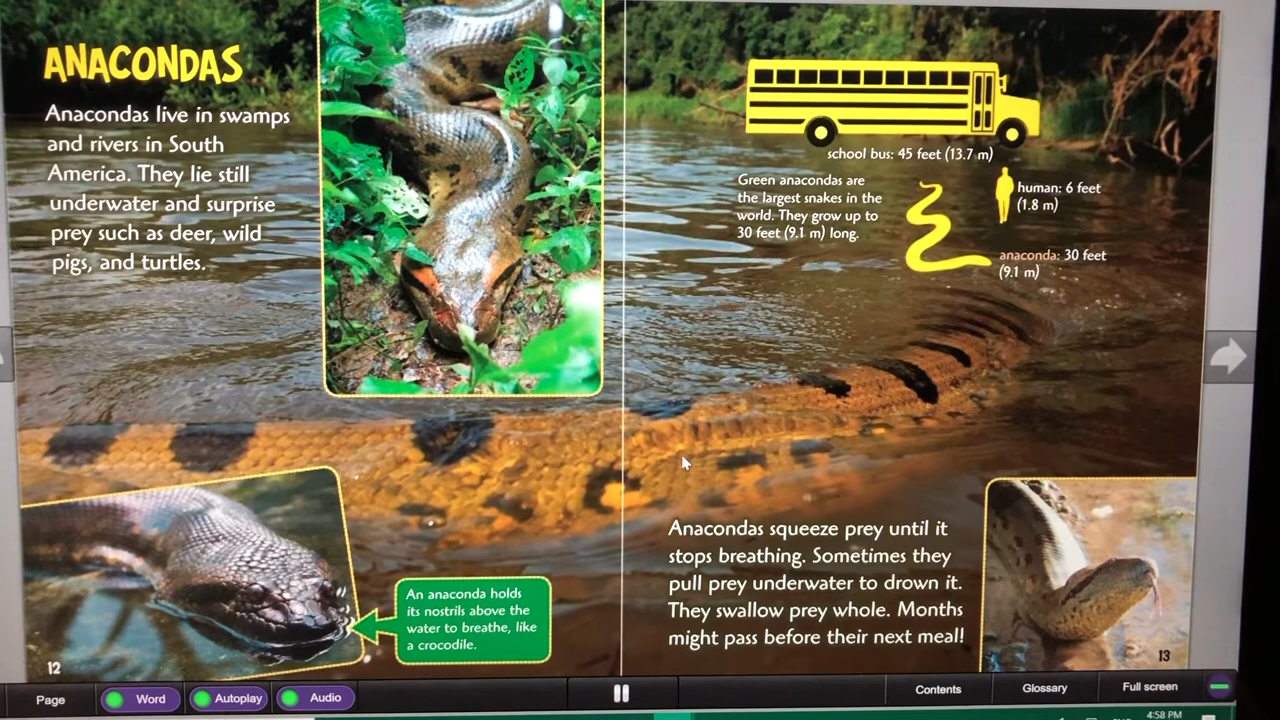 ANACONDAS
Anacondas live in swamps
and rivers in South
America. They lie still
underwater and surprise
prey such as deer, wild
pigs, and turtles.
school bus: 45 feet (13.7 m)
Green anacondas are
the largest snakes in the
world. They grow up to
30 feet (9.1 m) long.
human: 6 feet
(1.8 m)
anaconda: 30 feet
(9.1 m)
An anaconda holds
its nostrils above the
water to breathe, like
a crocodile.
Anacondas squeeze prey until it
stops breathing. Sometimes they
pull prey underwater to drown it.
They swallow prey whole. Months
might pass before their next meal!
12
13
Page
Word
Autoplay
Audio
Contents
Glossary
Full screen
4:58 PM